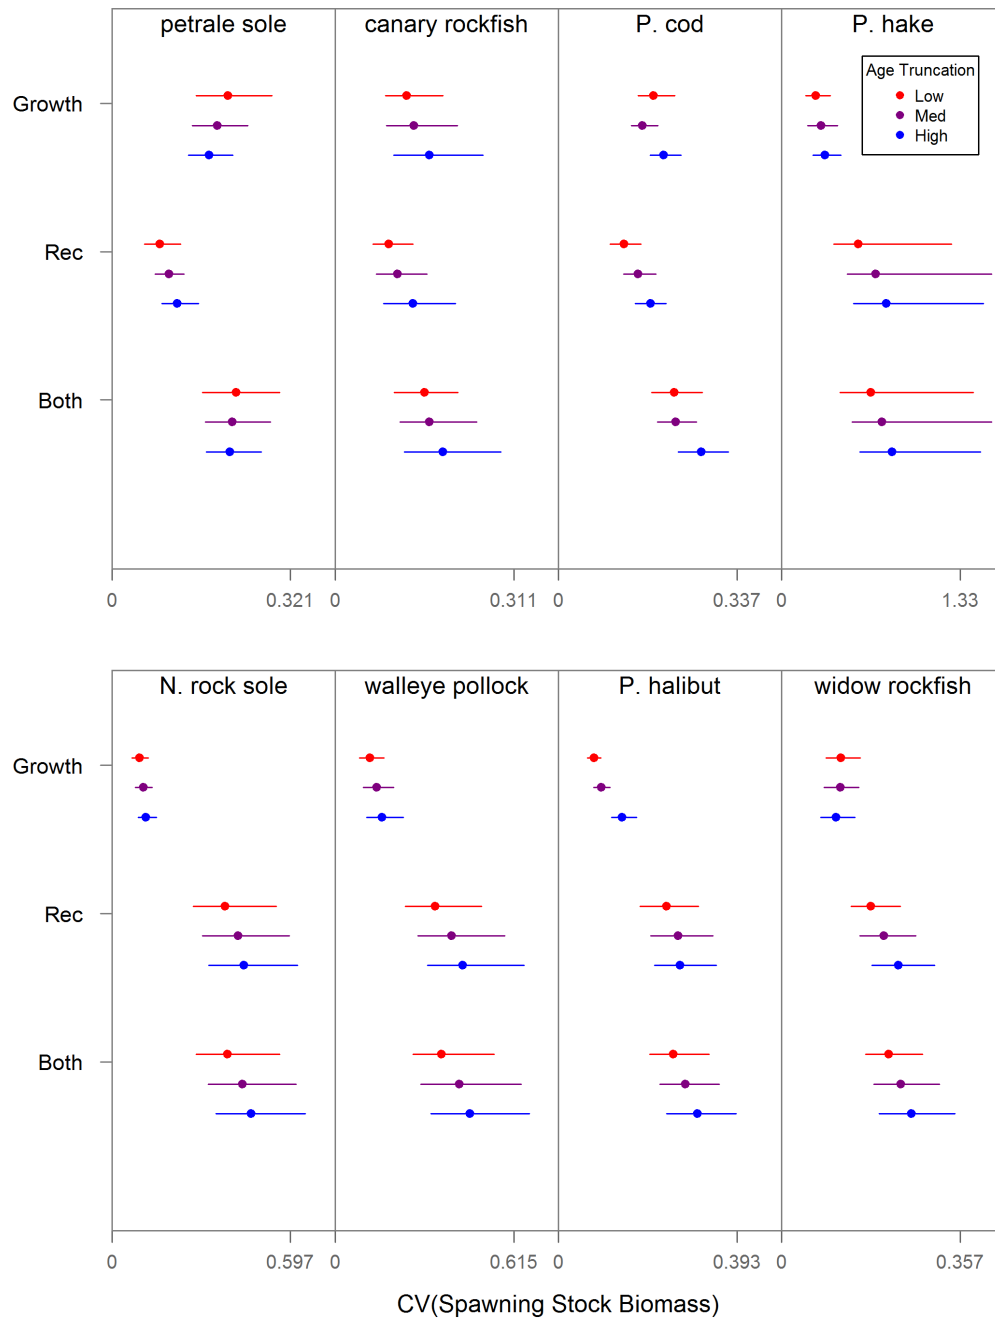 petrale sole canary rockfish P. cod P. hake
Age Truncation
Low
Med
High
Growth
Rec
Both
0 0.321 0 0.311 0 0.337 0 1.33
N. rock sole walleye pollock P. halibut widow rockfish
Growth
Rec
Both
0 0.597 0 0.615 0 0.393 0 0.357
CV(Spawning Stock Biomass)